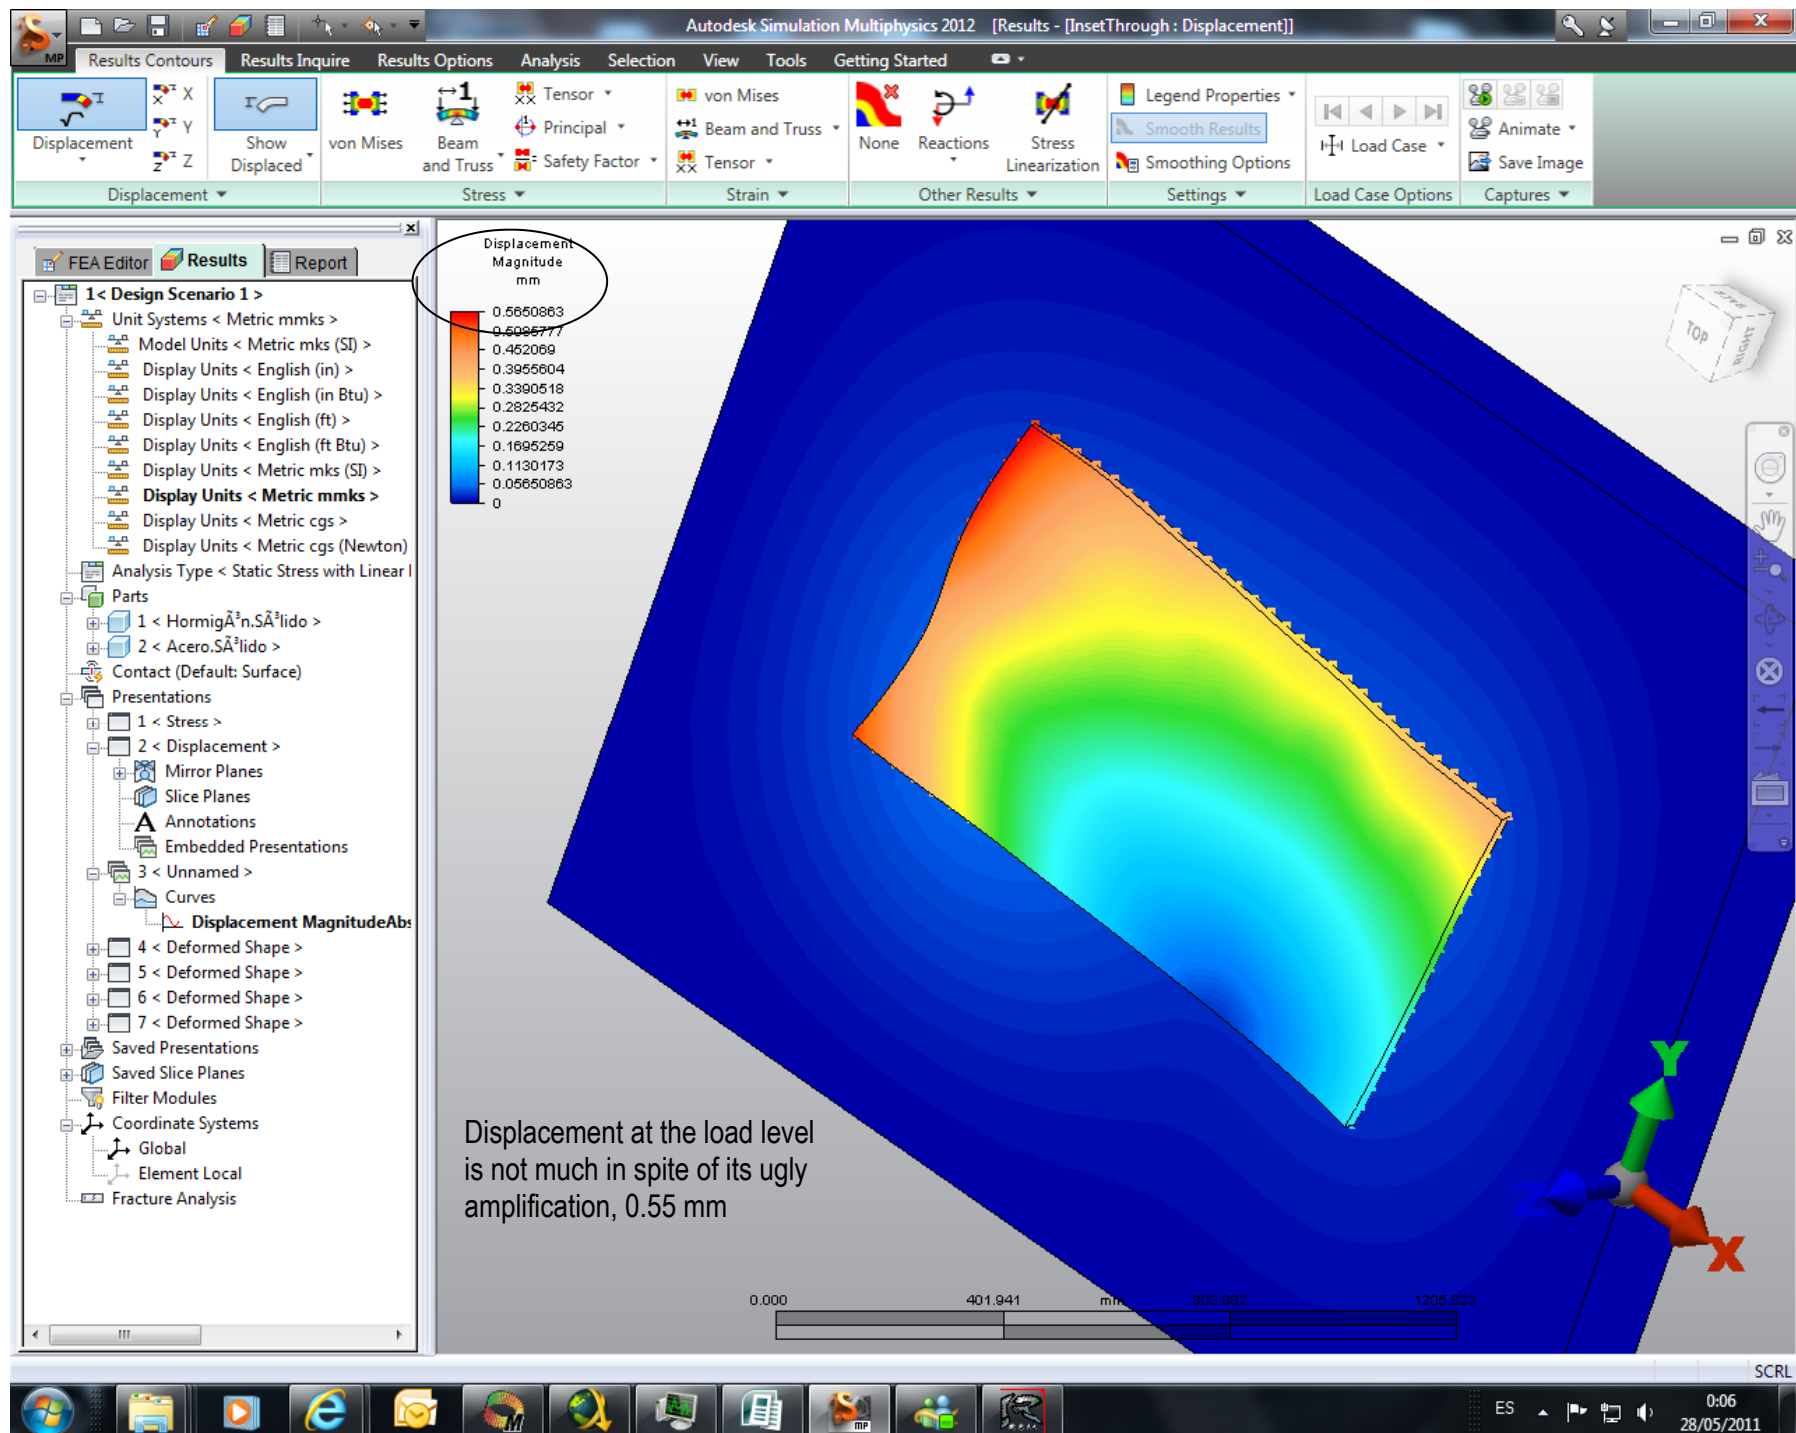 Autodesk Simulation Multiphysics 2012 [Results - [InsetThrough : Displacement]]
MP
Results Contours Results Inquire Results Options Analysis Selection View Tools Getting Started
Displacement
X
Y
Z
Show
Displaced
von Mises
Beam
and Truss
Tensor
Principal
Safety Factor
von Mises
Beam and Truss
Tensor
None
Reactions
Stress
Linearization
Legend Properties
Smooth Results
Smoothing Options
Load Case
Animate
Save Image
Displacement Stress Strain Other Results Settings Load Case Options Captures
FEA Editor Results Report
1< Design Scenario 1 >
Unit Systems < Metric mmks >
Model Units < Metric mks (SI) >
Display Units < English (in) >
Display Units < English (in Btu) >
Display Units < English (ft) >
Display Units < English (ft Btu) >
Display Units < Metric mks (SI) >
Display Units < Metric mmks >
Display Units < Metric cgs >
Display Units < Metric cgs (Newton)
Analysis Type < Static Stress with Linear
Parts
1 < HormigÃ³n.SÃ³lido >
2 < Acero.SÃ³lido >
Contact (Default: Surface)
Presentations
1 < Stress >
2 < Displacement >
Mirror Planes
Slice Planes
Annotations
Embedded Presentations
3 < Unnamed >
Curves
Displacement MagnitudeAbs
4 < Deformed Shape >
5 < Deformed Shape >
6 < Deformed Shape >
7 < Deformed Shape >
Saved Presentations
Saved Slice Planes
Filter Modules
Coordinate Systems
Global
Element Local
Fracture Analysis
Displacement
Magnitude
mm
0.5650863
0.5085777
0.452069
0.3955604
0.3390518
0.2825432
0.2260345
0.1695259
0.1130173
0.05650863
0
TOP
RIGHT
BACK
Displacement at the load level
is not much in spite of its ugly
amplification, 0.55 mm
Y
Z
X
0.000 401.941 mm 803.882 1205.823
SCRL
ES
0:06
28/05/2011